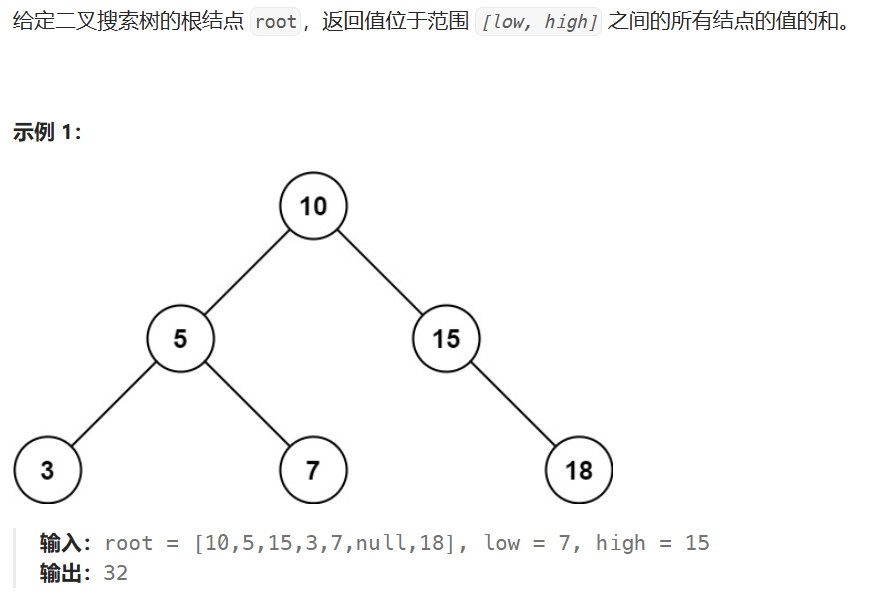 给定二叉搜索树的根结点 root，返回值位于范围 [low, high] 之间的所有结点的值的和。
示例 1：
10
5
15
3
7
18
输入：root = [10,5,15,3,7,null,18], low = 7, high = 15
输出：32